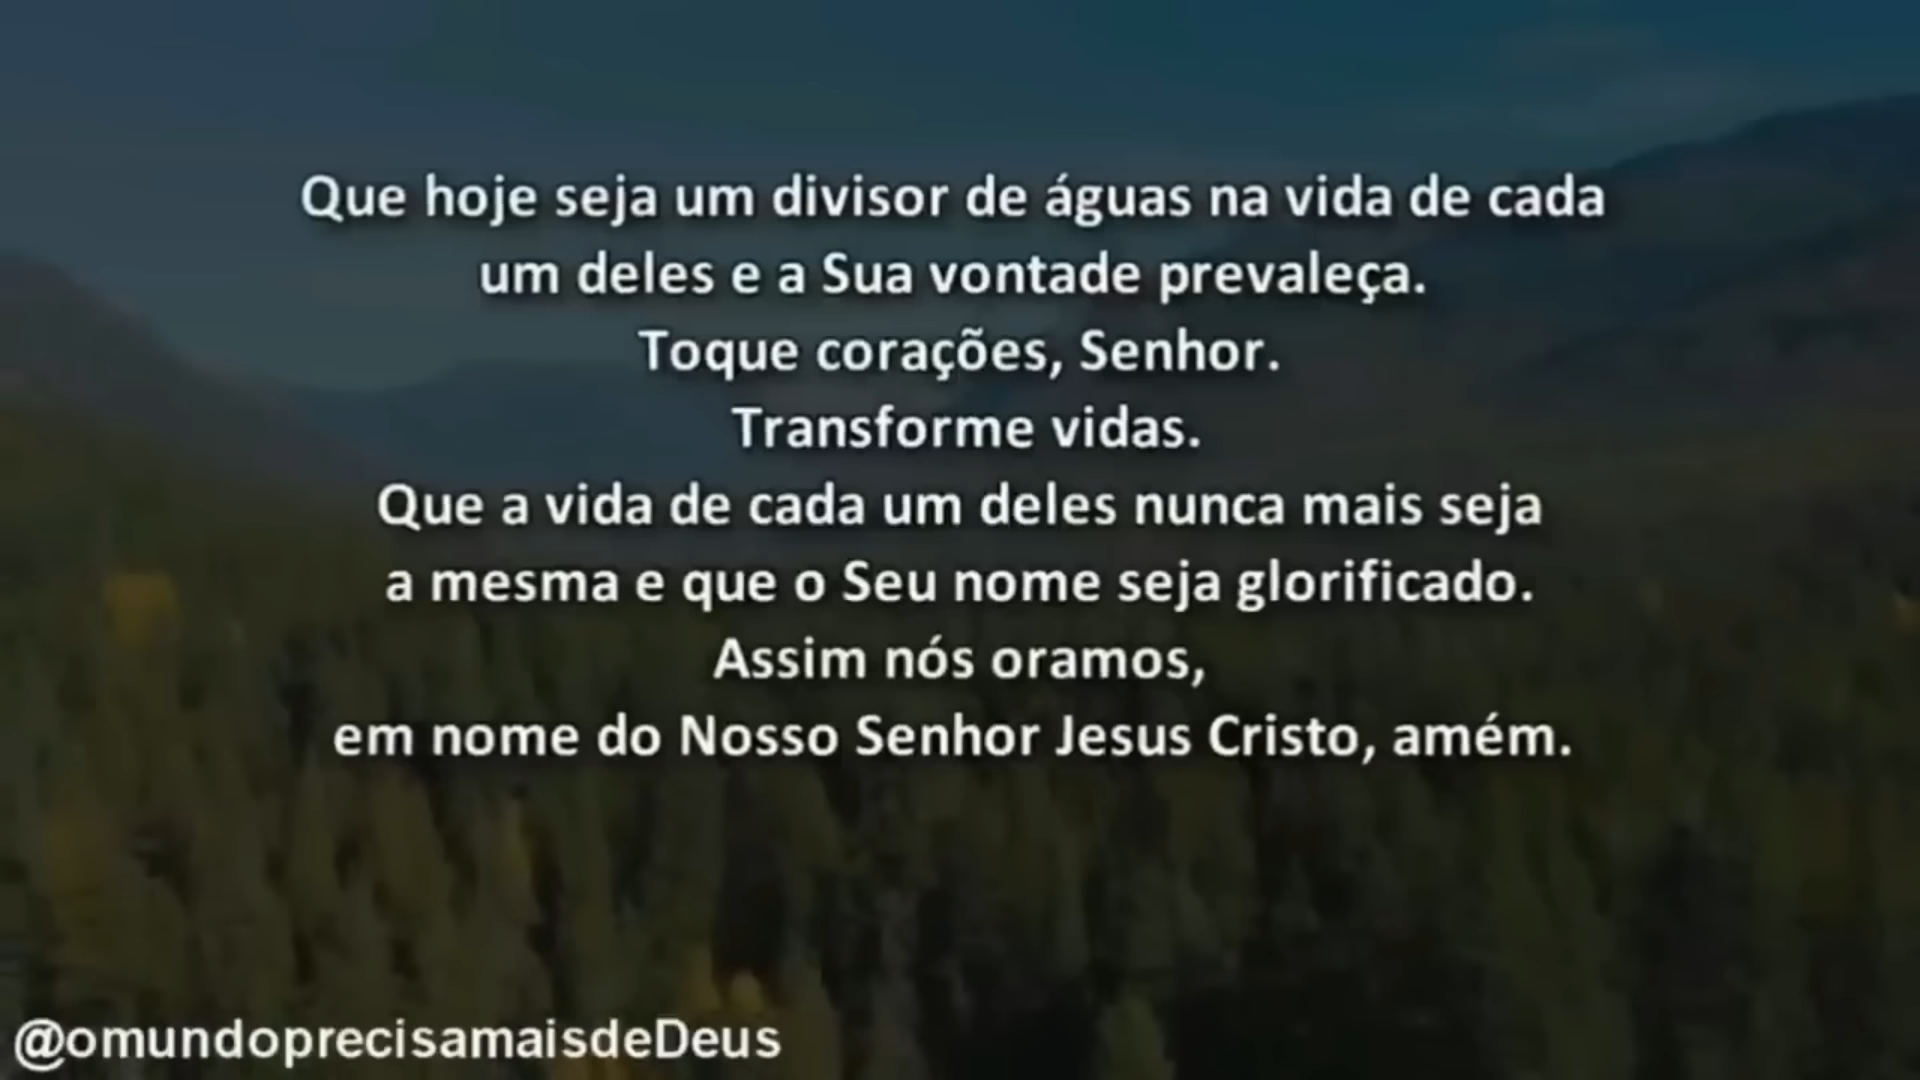 Que hoje seja um divisor de águas na vida de cada
um deles e a Sua vontade prevaleça.
Toque corações, Senhor.
Transforme vidas.
Que a vida de cada um deles nunca mais seja
a mesma e que o Seu nome seja glorificado.
Assim nós oramos,
em nome do Nosso Senhor Jesus Cristo, amém.
@omundoprecisamaisdeDeus